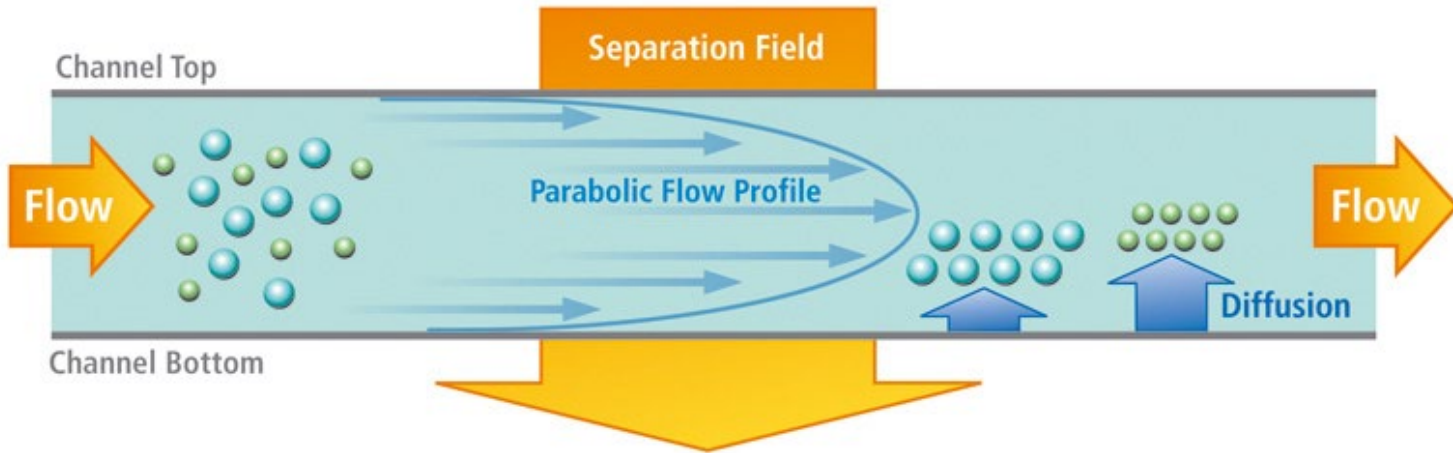 Separation Field
Channel Top
Flow
Parabolic Flow Profile
Flow
Diffusion
Channel Bottom